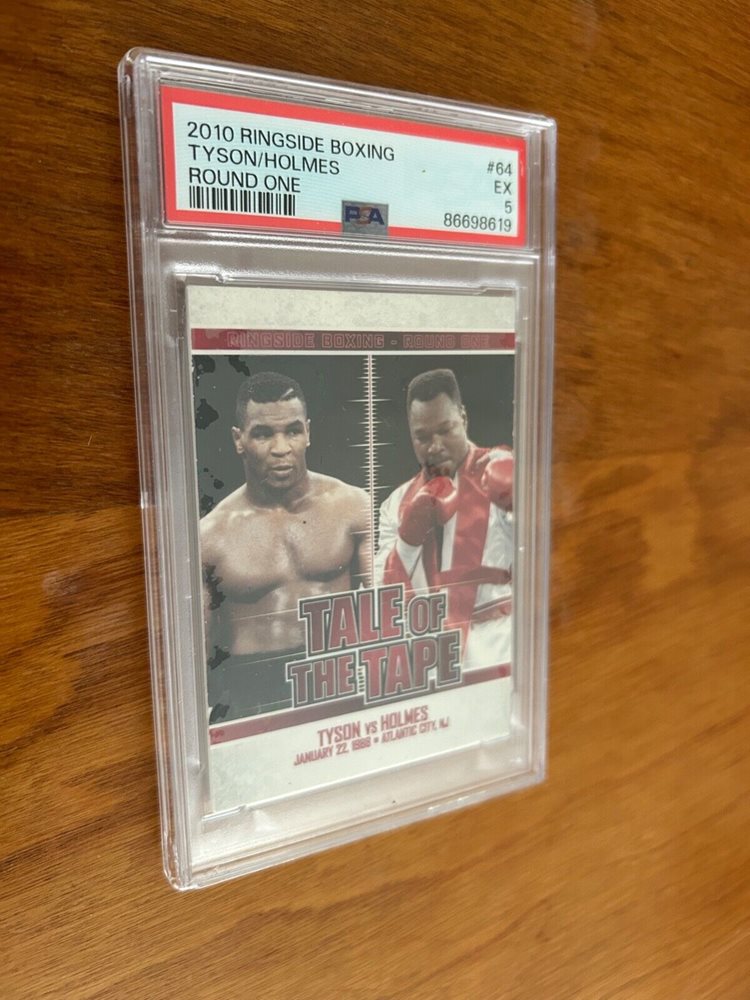 2010 RINGSIDE BOXING
TYSON/HOLMES
ROUND ONE
#64
EX
5
86698619
PSA
RINGSIDE BOXING - ROUND ONE
TALE OF
THE TAPE
TYSON VS HOLMES
JANUARY 22, 1988 • ATLANTIC CITY, NJ